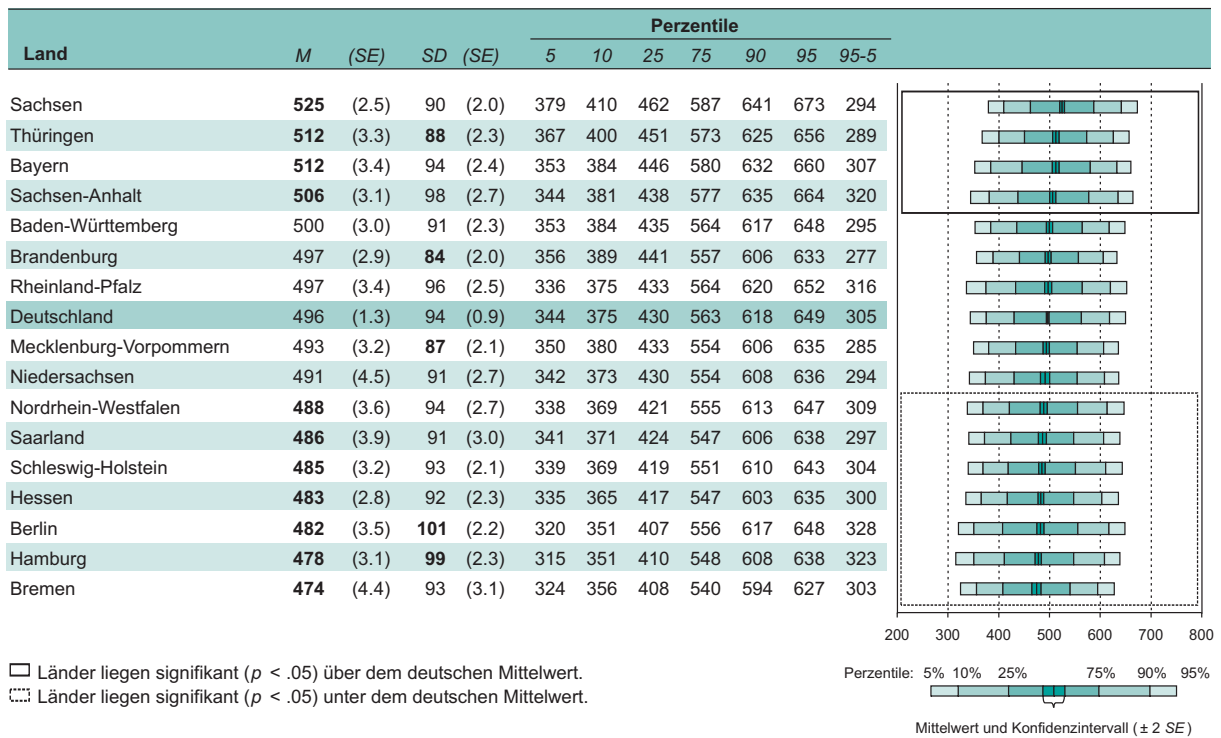 Perzentile
Land M (SE) SD (SE) 5 10 25 75 90 95 95-5
Sachsen 525 (2.5) 90 (2.0) 379 410 462 587 641 673 294
Thüringen 512 (3.3) 88 (2.3) 367 400 451 573 625 656 289
Bayern 512 (3.4) 94 (2.4) 353 384 446 580 632 660 307
Sachsen-Anhalt 506 (3.1) 98 (2.7) 344 381 438 577 635 664 320
Baden-Württemberg 500 (3.0) 91 (2.3) 353 384 435 564 617 648 295
Brandenburg 497 (2.9) 84 (2.0) 356 389 441 557 606 633 277
Rheinland-Pfalz 497 (3.4) 96 (2.5) 336 375 433 564 620 652 316
Deutschland 496 (1.3) 94 (0.9) 344 375 430 563 618 649 305
Mecklenburg-Vorpommern 493 (3.2) 87 (2.1) 350 380 433 554 606 635 285
Niedersachsen 491 (4.5) 91 (2.7) 342 373 430 554 608 636 294
Nordrhein-Westfalen 488 (3.6) 94 (2.7) 338 369 421 555 613 647 309
Saarland 486 (3.9) 91 (3.0) 341 371 424 547 606 638 297
Schleswig-Holstein 485 (3.2) 93 (2.1) 339 369 419 551 610 643 304
Hessen 483 (2.8) 92 (2.3) 335 365 417 547 603 635 300
Berlin 482 (3.5) 101 (2.2) 320 351 407 556 617 648 328
Hamburg 478 (3.1) 99 (2.3) 315 351 410 548 608 638 323
Bremen 474 (4.4) 93 (3.1) 324 356 408 540 594 627 303
200 300 400 500 600 700 800
Länder liegen signifikant (p < .05) über dem deutschen Mittelwert.
Länder liegen signifikant (p < .05) unter dem deutschen Mittelwert.
Perzentile: 5% 10% 25% 75% 90% 95%
Mittelwert und Konfidenzintervall (± 2 SE)